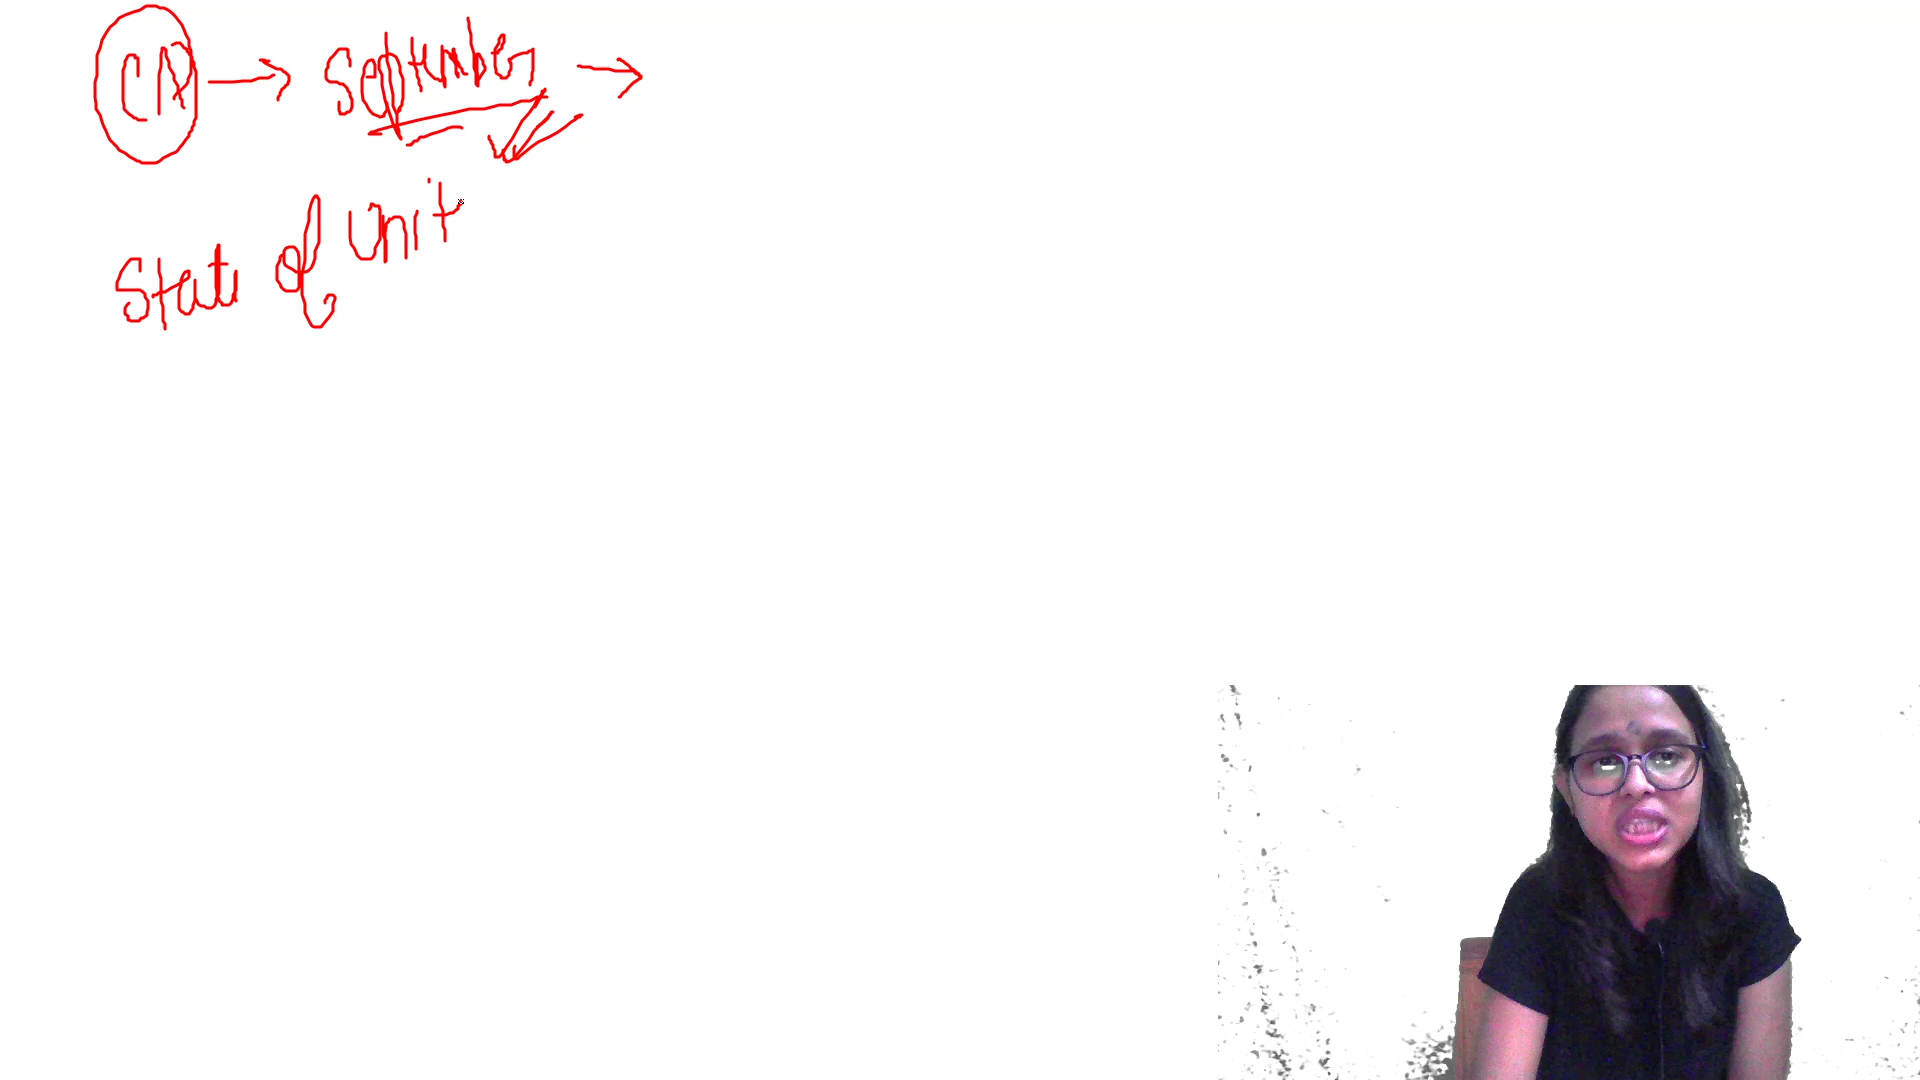 CA → September →
State of Unit